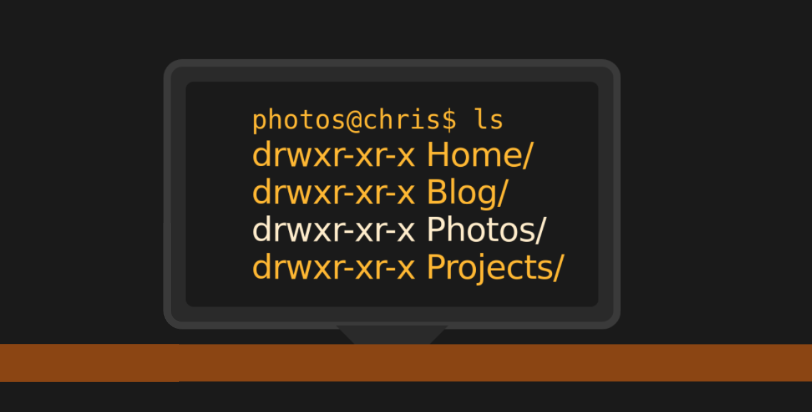 photos@chris$ ls
drwxr-xr-x Home/
drwxr-xr-x Blog/
drwxr-xr-x Photos/
drwxr-xr-x Projects/